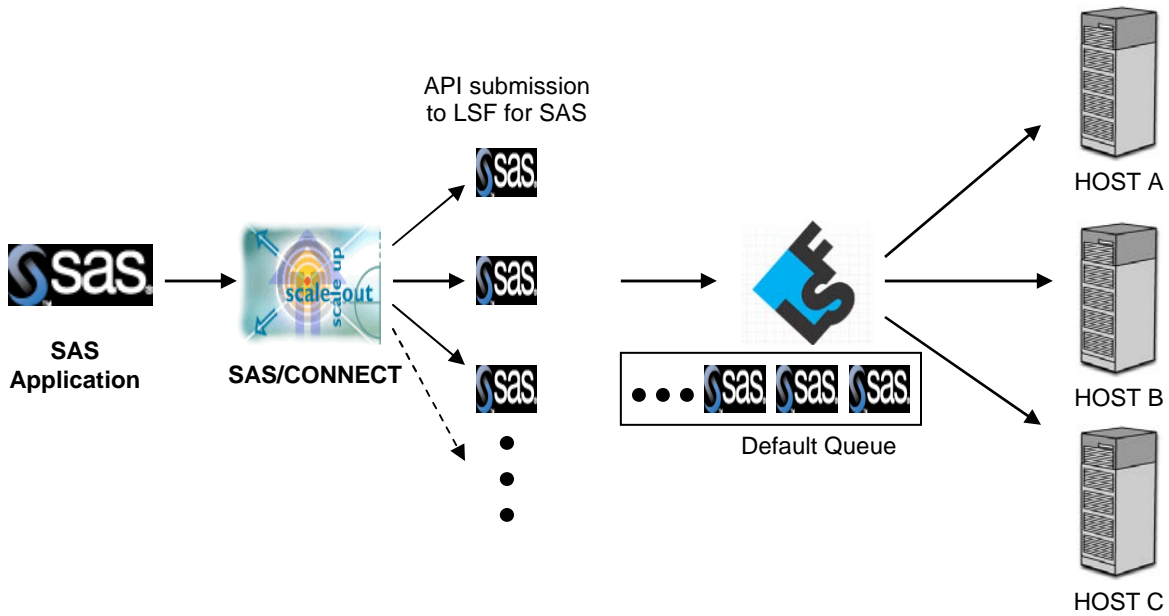 API submission
to LSF for SAS
sas
sas
SAS
Application
scale out
scale up
SAS/CONNECT
sas
sas
LSF
sas sas sas
Default Queue
HOST A
HOST B
HOST C